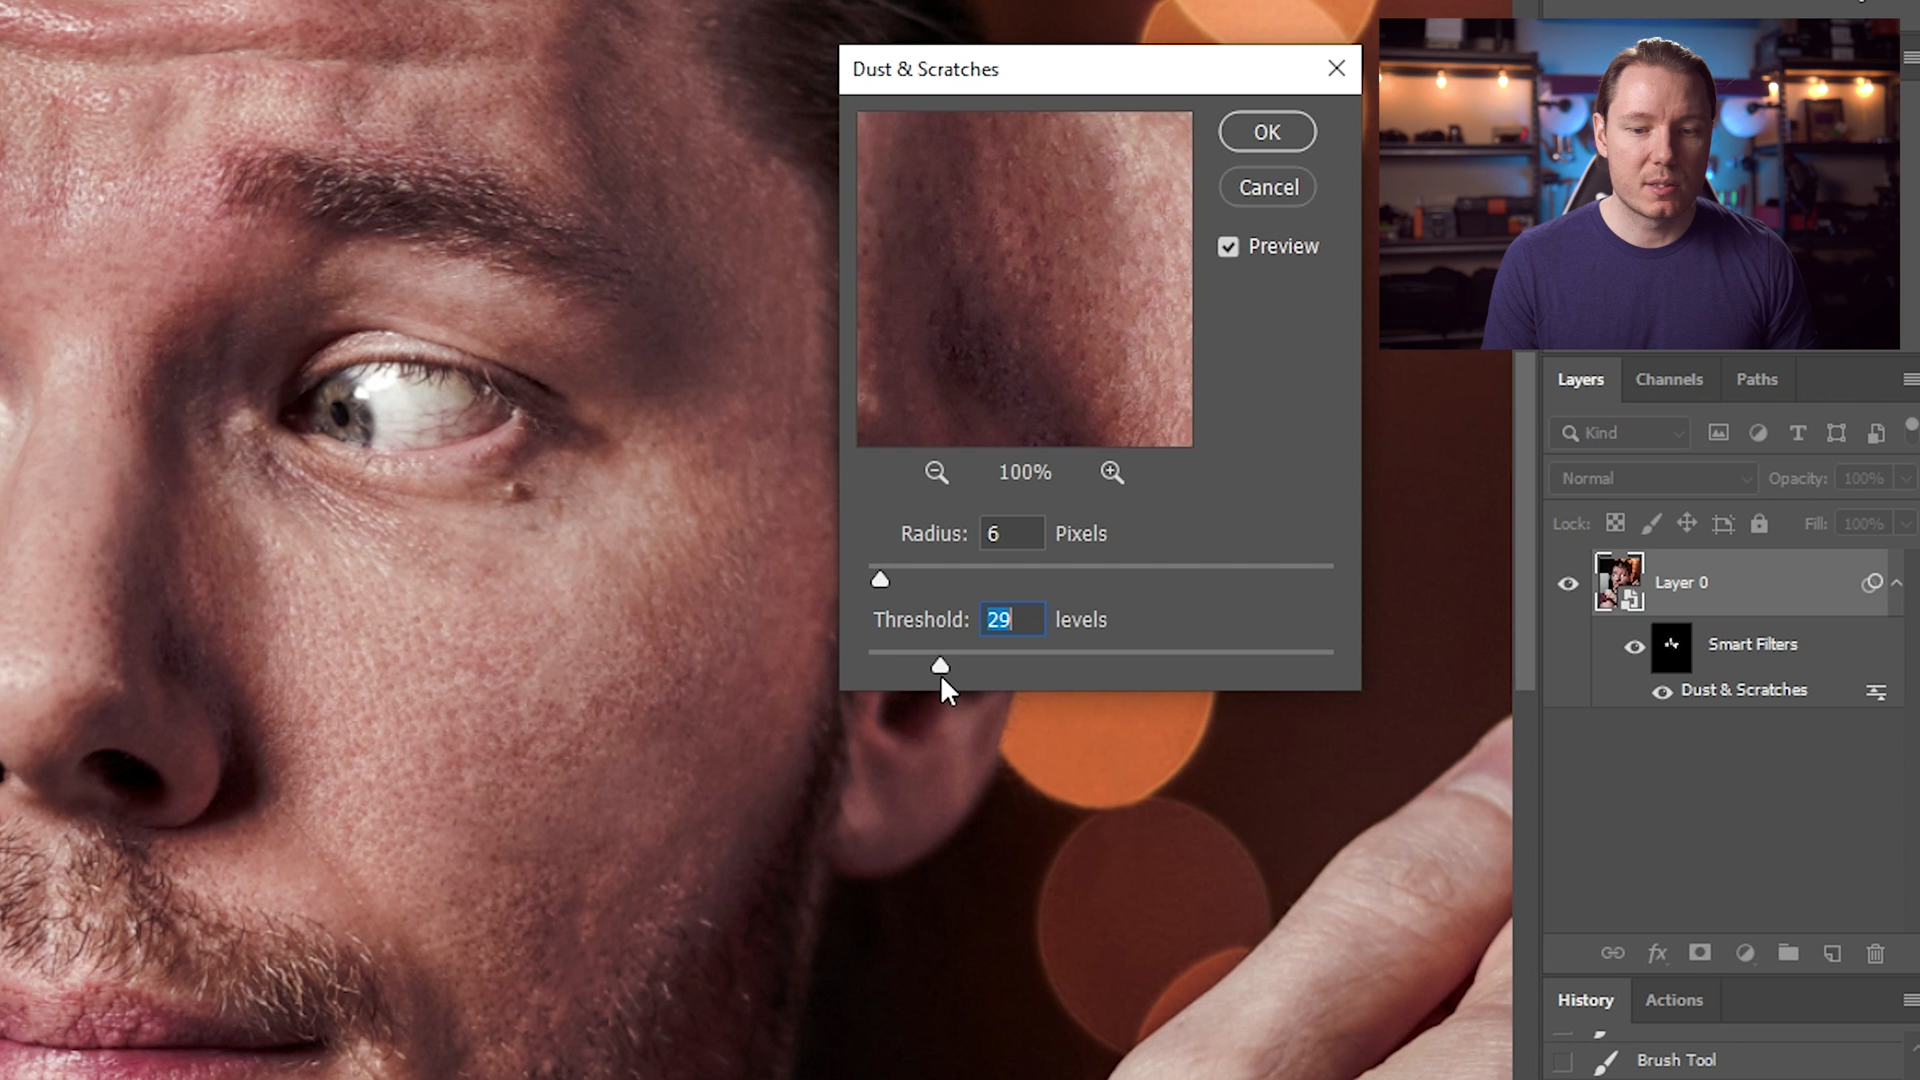 Dust & Scratches
OK
Cancel
Preview
100%
Radius: 6 Pixels
Threshold: 29 levels
Layers Channels Paths
Kind
Normal Opacity: 100%
Lock: Fill: 100%
Layer 0
Smart Filters
Dust & Scratches
fx
History Actions
Brush Tool